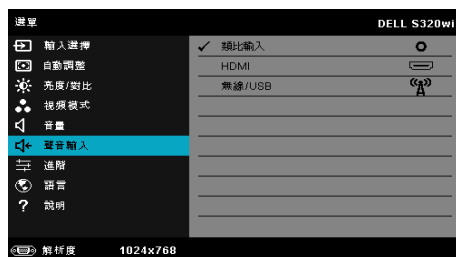 選單 DELL S320wi
輸入選擇
自動調整
亮度/對比
視頻模式
音量
聲音輸入
進階
語言
? 說明
✓ 類比輸入
HDMI
無線/USB
解析度 1024x768